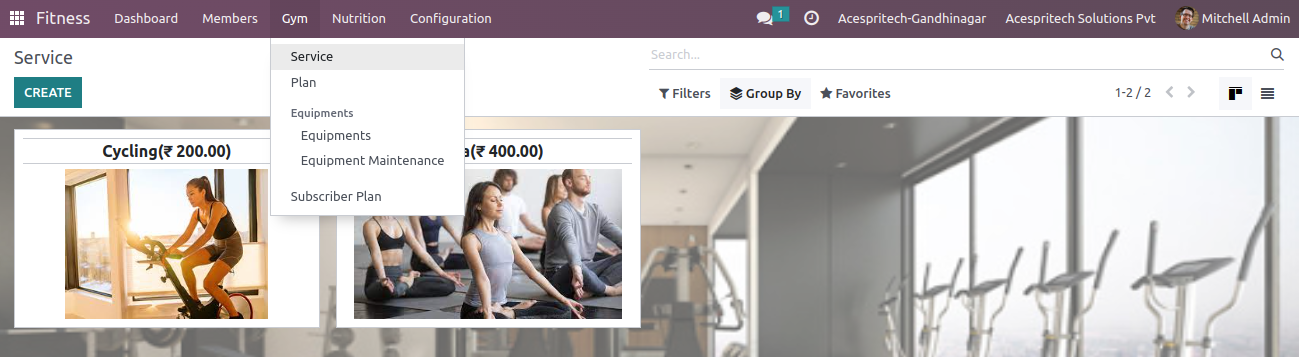 Fitness Dashboard Members Gym Nutrition Configuration 1 Acespritech-Gandhinagar Acespritech Solutions Pvt Mitchell Admin
Service
Search...
CREATE
Filters Group By Favorites 1-2 / 2
Service
Plan
Equipments
Equipments
Equipment Maintenance
Subscriber Plan
Cycling(₹ 200.00)
a(₹ 400.00)